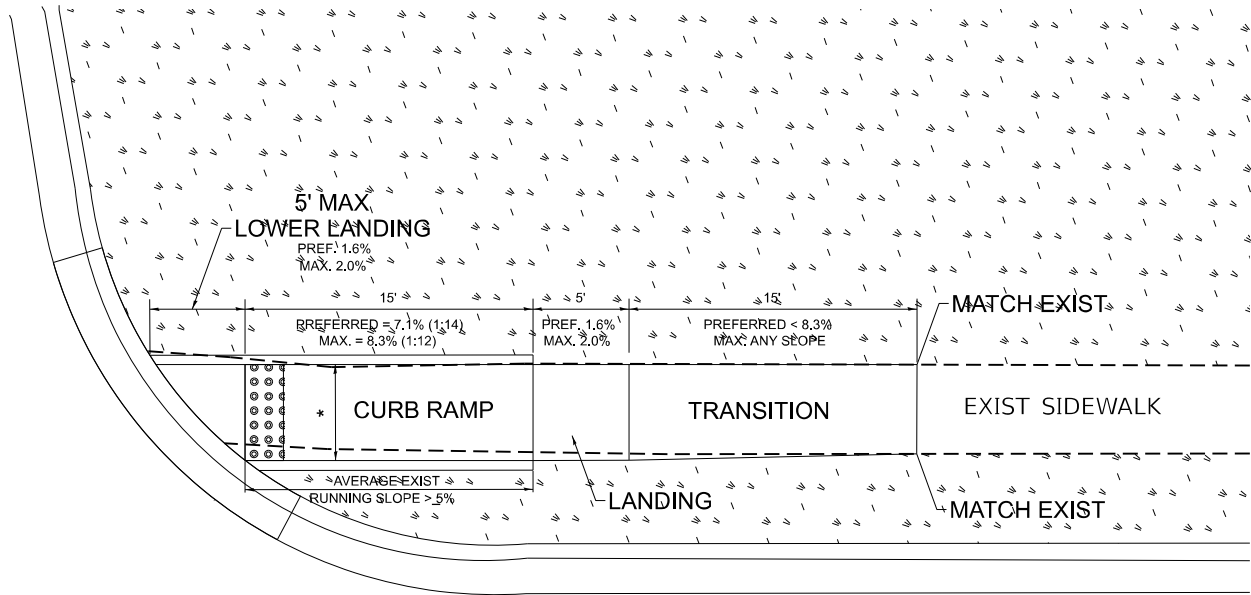 5' MAX
LOWER LANDING
PREF. 1.6%
MAX. 2.0%
15'
5'
15'
PREFERRED = 7.1% (1:14)
MAX. = 8.3% (1:12)
PREF. 1.6%
MAX. 2.0%
PREFERRED < 8.3%
MAX. ANY SLOPE
MATCH EXIST
*
CURB RAMP
TRANSITION
EXIST SIDEWALK
AVERAGE EXIST
RUNNING SLOPE > 5%
LANDING
MATCH EXIST